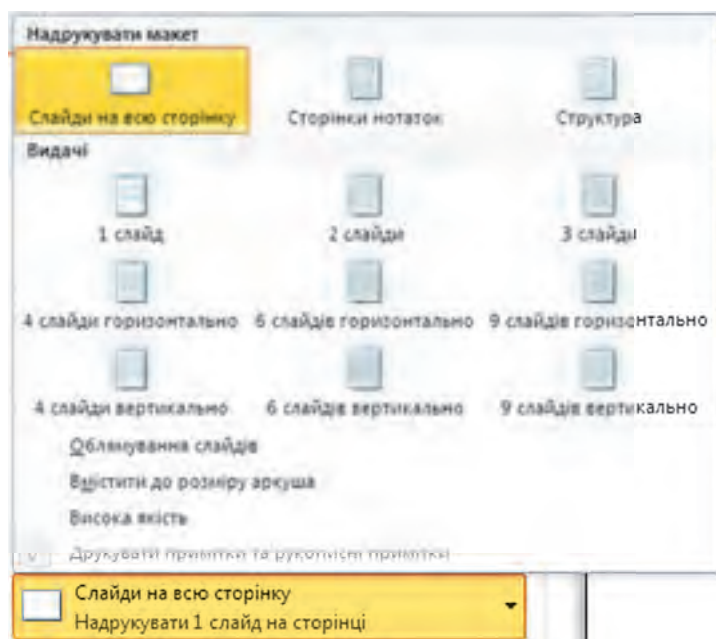 Надрукувати макет
Слайди на всю сторінку Сторінки нотаток Структура
Видачі
1 слайд 2 слайди 3 слайди
4 слайди горизонтально 6 слайдів горизонтально 9 слайдів горизонтально
4 слайди вертикально 6 слайдів вертикально 9 слайдів вертикально
Облямування слайдів
Вмістити до розміру аркуша
Висока якість
Друкувати примітки та рукописні примітки
Слайди на всю сторінку
Надрукувати 1 слайд на сторінці